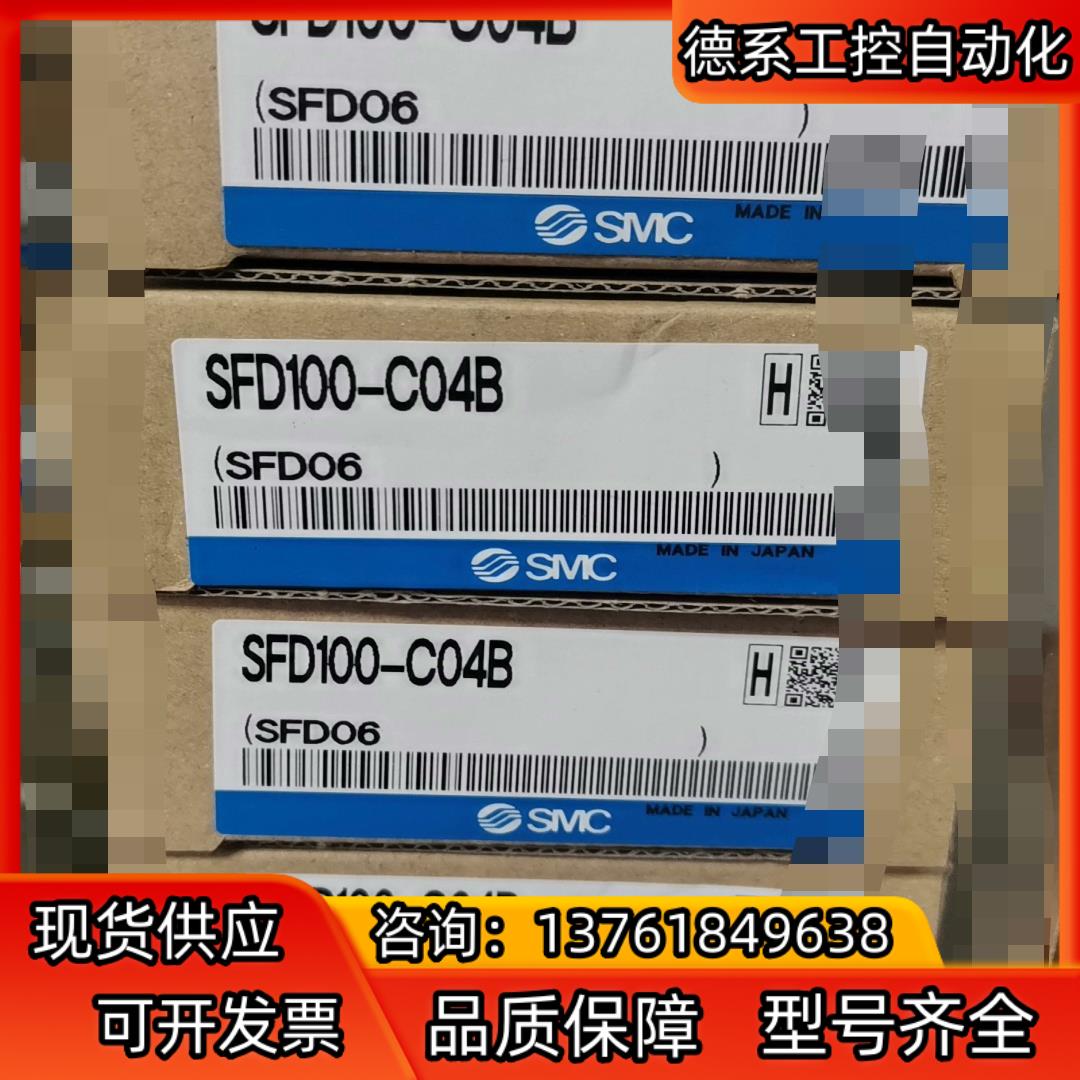 德系工控自动化
SFD100-C04B
(SFD06 )
SMC
MADE IN
SFD100-C04B
H
(SFD06 )
SMC
MADE IN JAPAN
SFD100-C04B
H
(SFD06 )
SMC
MADE IN JAPAN
现货供应
咨询：13761849638
可开发票
品质保障
型号齐全